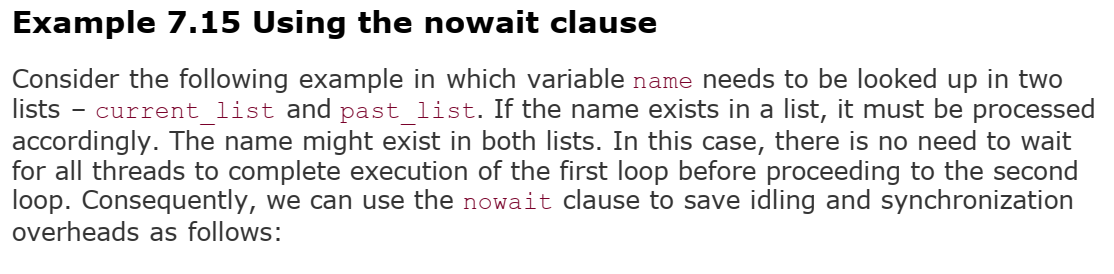 Example 7.15 Using the nowait clause
Consider the following example in which variable name needs to be looked up in two
lists – current_list and past_list. If the name exists in a list, it must be processed
accordingly. The name might exist in both lists. In this case, there is no need to wait
for all threads to complete execution of the first loop before proceeding to the second
loop. Consequently, we can use the nowait clause to save idling and synchronization
overheads as follows: